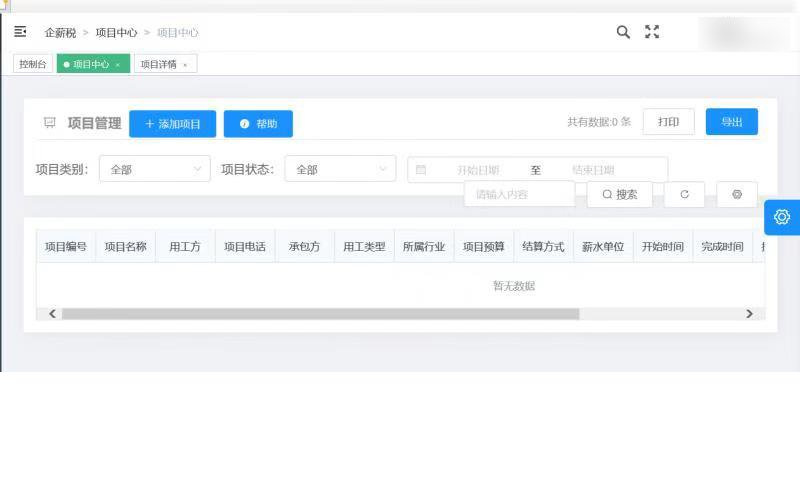 企薪税 > 项目中心 > 项目中心
控制台 项目中心 × 项目详情 ×
项目管理 + 添加项目 帮助 共有数据:0 条 打印 导出
项目类别: 全部 项目状态: 全部 开始日期 至 结束日期
请输入内容 搜索
项目编号 项目名称 用工方 项目电话 承包方 用工类型 所属行业 项目预算 结算方式 薪水单位 开始时间 完成时间
暂无数据